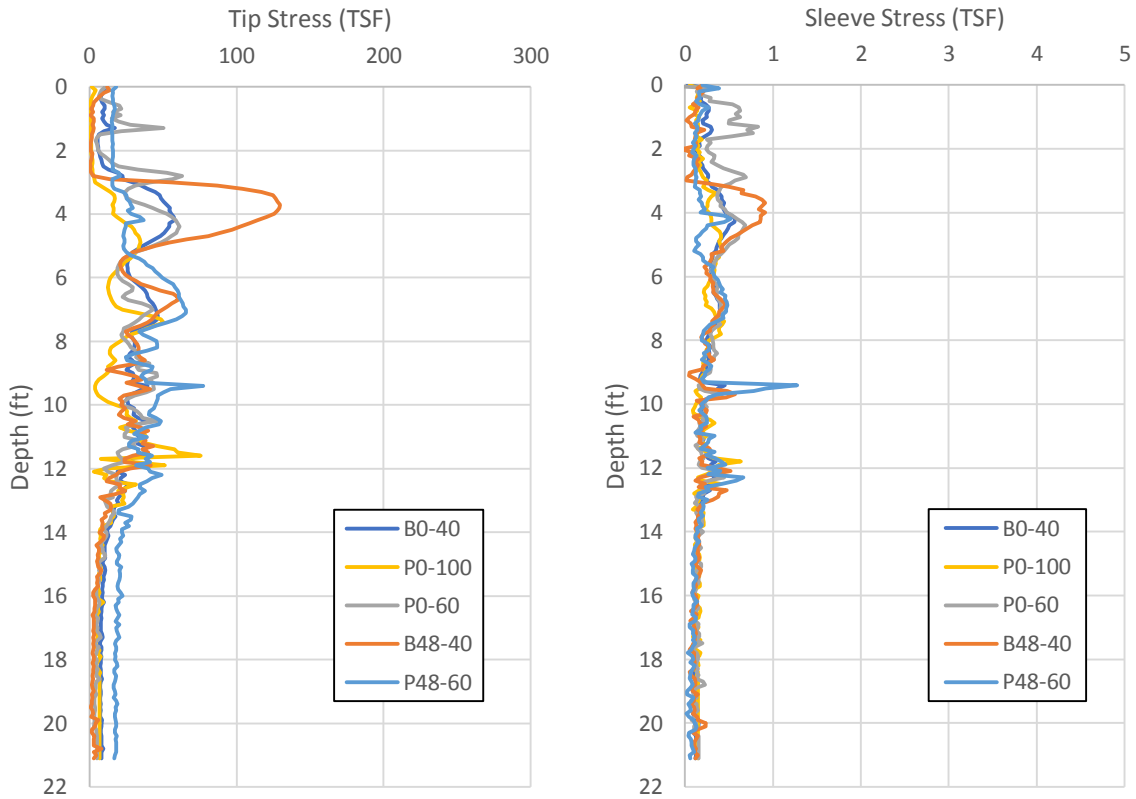 Tip Stress (TSF)
0 100 200 300
0
2
4
6
8
10
12
14
16
18
20
22
Depth (ft)
B0-40
P0-100
P0-60
B48-40
P48-60
Sleeve Stress (TSF)
0 1 2 3 4 5
0
2
4
6
8
10
12
14
16
18
20
22
Depth (ft)
B0-40
P0-100
P0-60
B48-40
P48-60